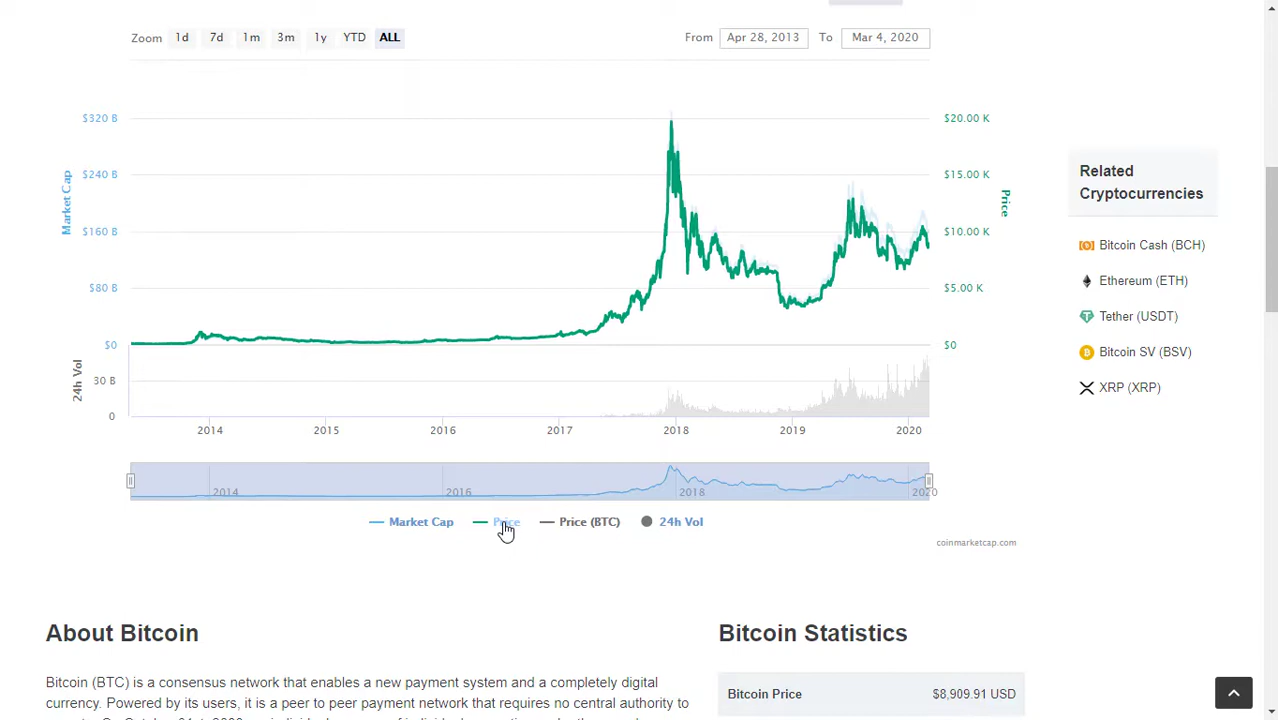 Zoom 1d 7d 1m 3m 1y YTD ALL From Apr 28, 2013 To Mar 4, 2020
$320 B $20.00 K
$240 B $15.00 K
Market Cap
Price
$160 B $10.00 K
$80 B $5.00 K
$0 $0
24h Vol
30 B
0
2014 2015 2016 2017 2018 2019 2020
2014 2016 2018 2020
Market Cap Price Price (BTC) 24h Vol
coinmarketcap.com
Related
Cryptocurrencies
Bitcoin Cash (BCH)
Ethereum (ETH)
Tether (USDT)
Bitcoin SV (BSV)
XRP (XRP)
About Bitcoin
Bitcoin (BTC) is a consensus network that enables a new payment system and a completely digital
currency. Powered by its users, it is a peer to peer payment network that requires no central authority to
Bitcoin Statistics
Bitcoin Price $8,909.91 USD